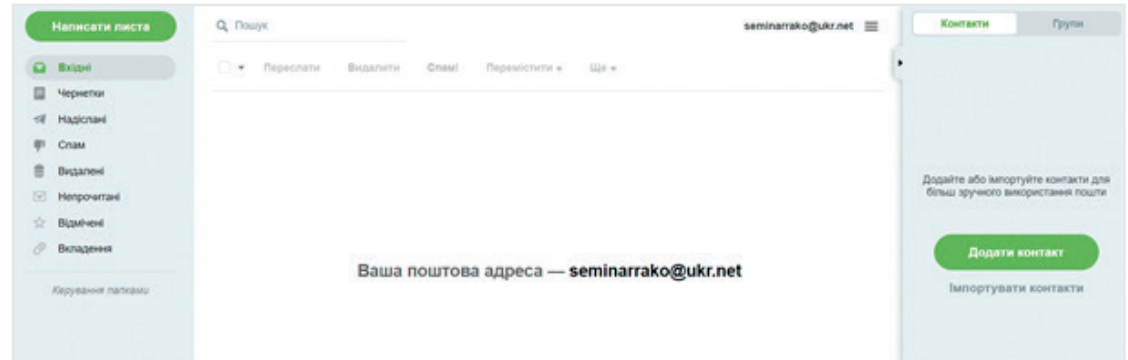 Написати листа
Вхідні
Чернетки
Надіслані
Спам
Видалені
Непрочитані
Відмічені
Вкладення
Керування папками
Пошук
seminarrako@ukr.net
Переслати Видалити Спам! Перемістити Ще
Ваша поштова адреса — seminarrako@ukr.net
Контакти Групи
Додайте або імпортуйте контакти для
більш зручного використання пошти
Додати контакт
Імпортувати контакти